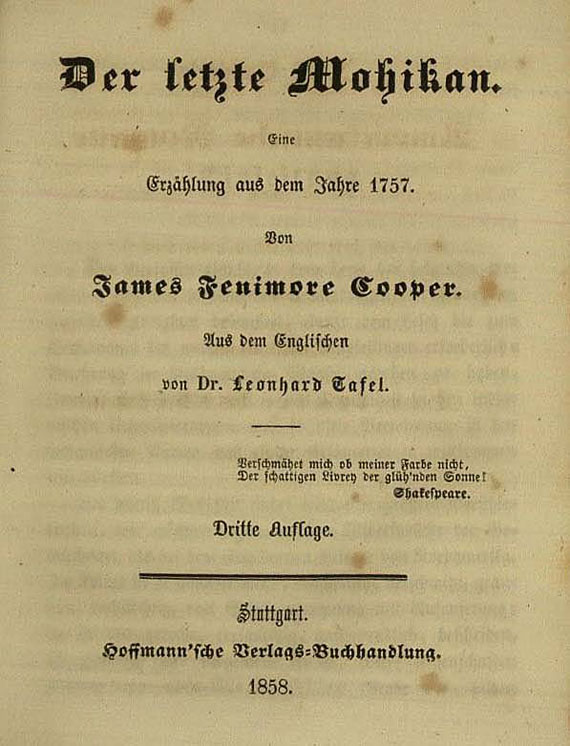 Der letzte Mohikan.
Eine
Erzählung aus dem Jahre 1757.
Von
James Fenimore Cooper.
Aus dem Englischen
von Dr. Leonhard Tafel.
Verschmähet mich ob meiner Farbe nicht,
Der schattigen Livrey der glüh'nden Sonne!
Shakespeare.
Dritte Auflage.
Stuttgart.
Hoffmann'sche Verlags-Buchhandlung.
1858.